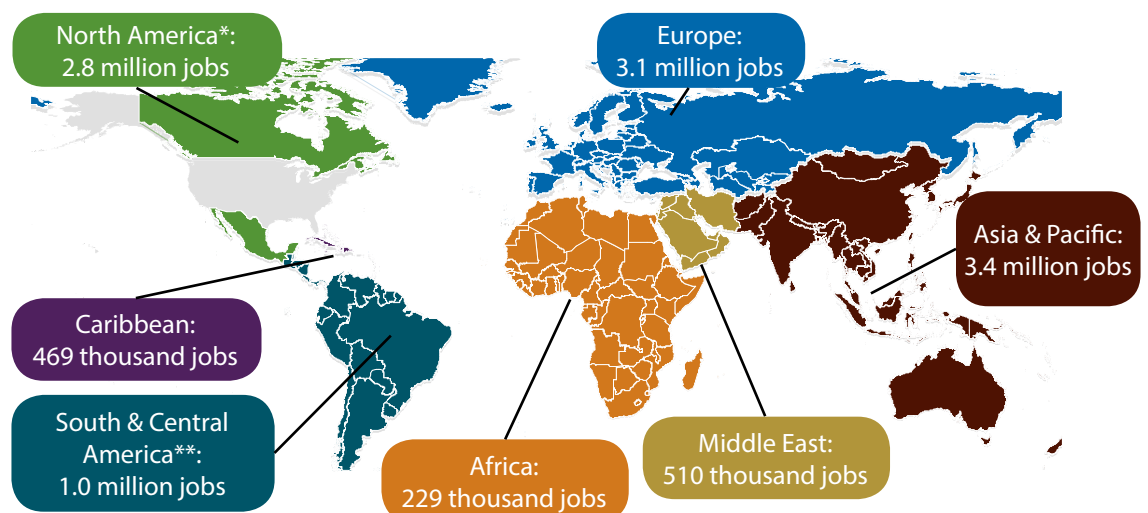 North America*:
2.8 million jobs
Europe:
3.1 million jobs
Asia & Pacific:
3.4 million jobs
Caribbean:
469 thousand jobs
South & Central
America**:
1.0 million jobs
Africa:
229 thousand jobs
Middle East:
510 thousand jobs